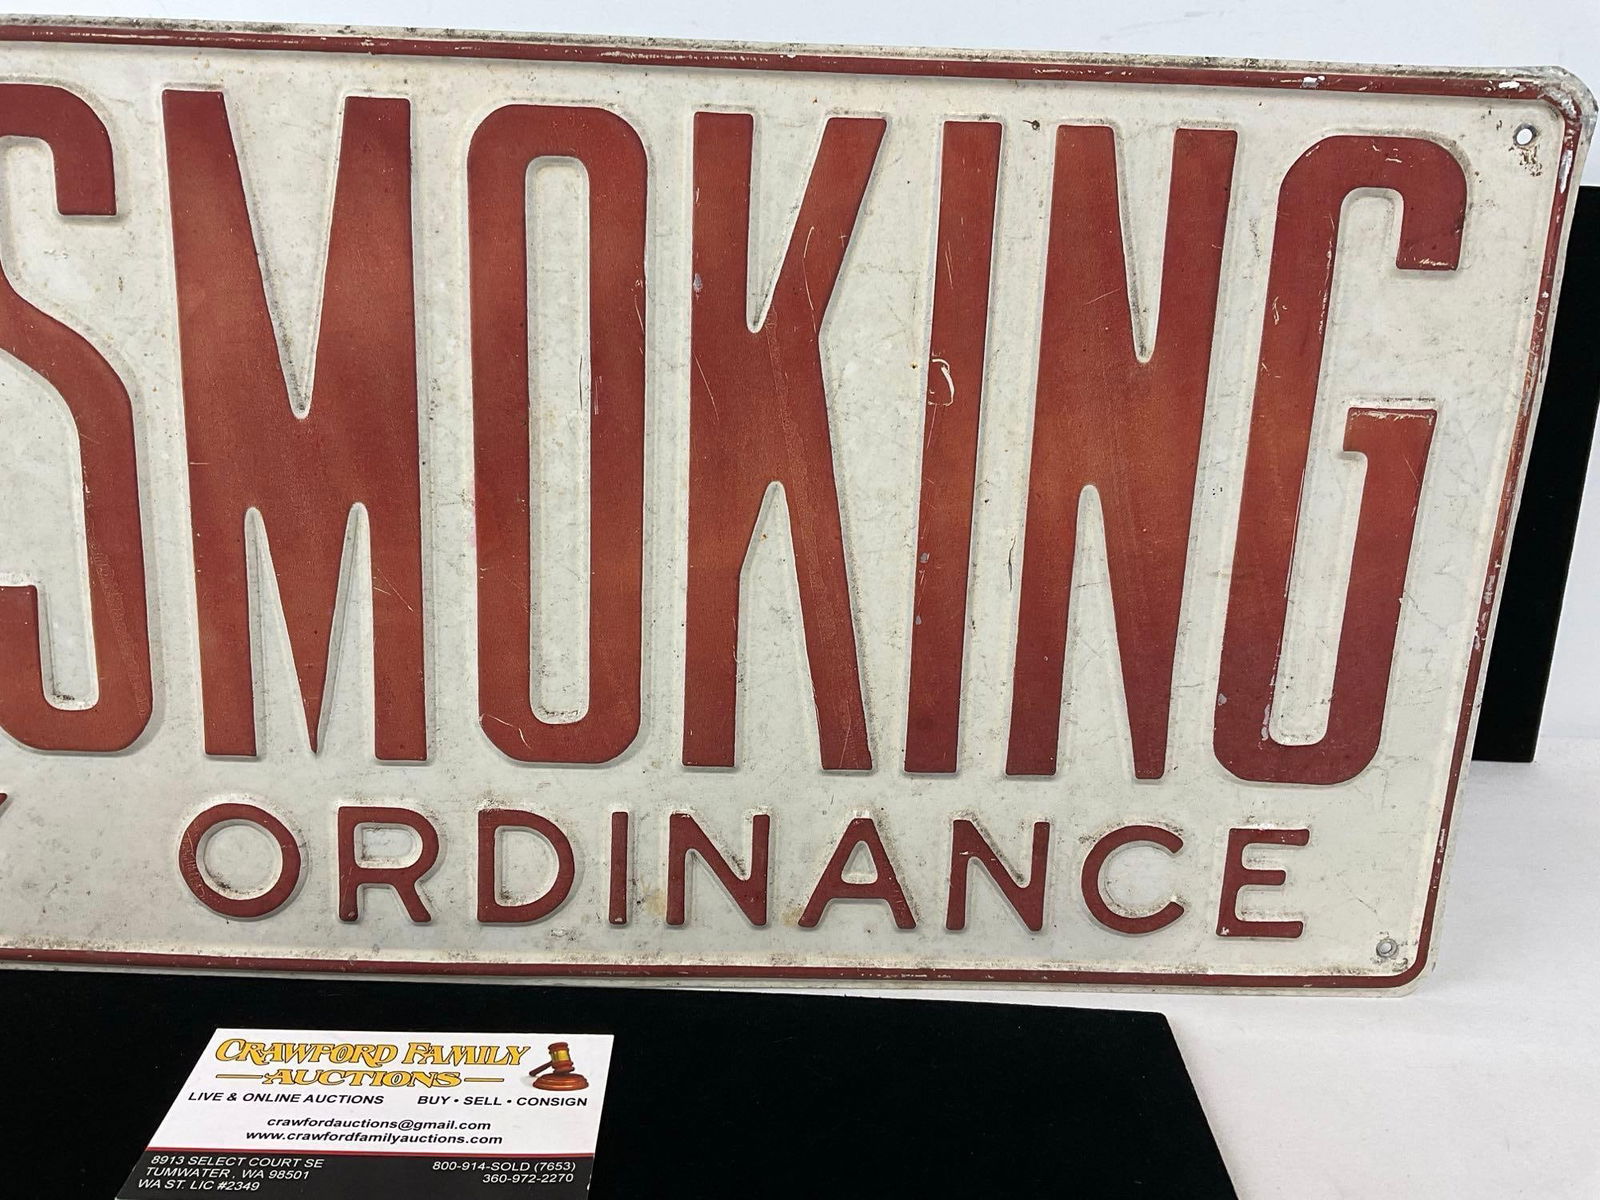 SMOKING
ORDINANCE
CRAWFORD FAMILY
AUCTIONS
LIVE & ONLINE AUCTIONS BUY • SELL • CONSIGN
crawfordauctions@gmail.com
www.crawfordfamilyauctions.com
8913 SELECT COURT SE 800-914-SOLD (7653)
TUMWATER, WA 98501 360-972-2270
WA ST. LIC #2349